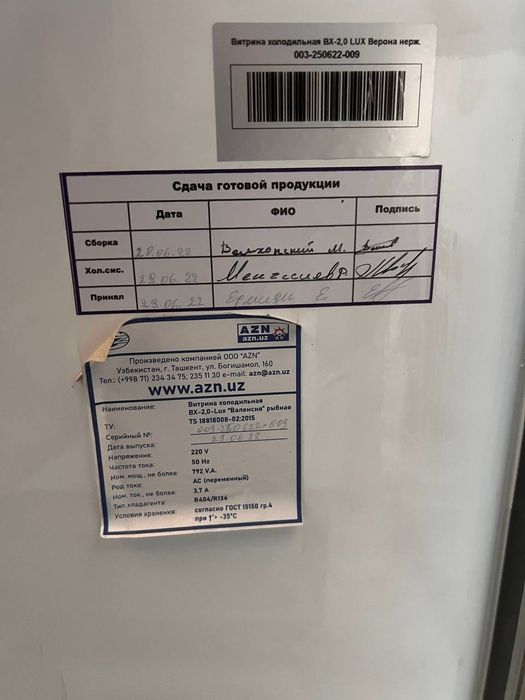 Витрина холодильная ВХ-2,0 LUX Верона нерж.
003-250622-009
Сдача готовой продукции
Дата ФИО Подпись
Сборка 28.06.22 М.
Хол.сис. 29.06.22
Принял 29.06.22 Е.
AZN
azn.uz
Произведено компанией ООО "AZN"
Узбекистан, г. Ташкент, ул. Богишамол, 160
Тел.: (+998 71) 234 34 75; 235 11 30 e-mail: azn@azn.uz
www.azn.uz
Наименование: Витрина холодильная
ВХ-2,0-Lux "Валенсия" рыбная
ТУ: TS 18818008-02:2015
Серийный №: 003-250622-009
Дата выпуска: 29.06.22
Напряжение: 220 V
Частота тока: 50 Hz
Ном. мощ., не более: 792 V.A.
Род тока: AC (переменный)
Ном. ток., не более: 3,7 A
Тип хладагента: R404/R134
Условия хранения: согласно ГОСТ 15150 гр.4
при t°> -35°C